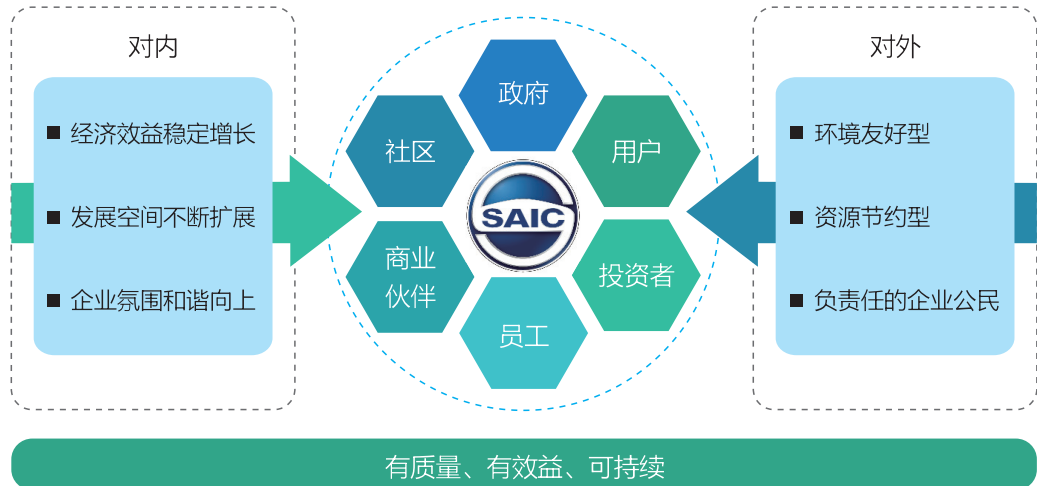 对内
■ 经济效益稳定增长
■ 发展空间不断扩展
■ 企业氛围和谐向上
政府
社区
用户
SAIC
商业
伙伴
投资者
员工
对外
■ 环境友好型
■ 资源节约型
■ 负责任的企业公民
有质量、有效益、可持续